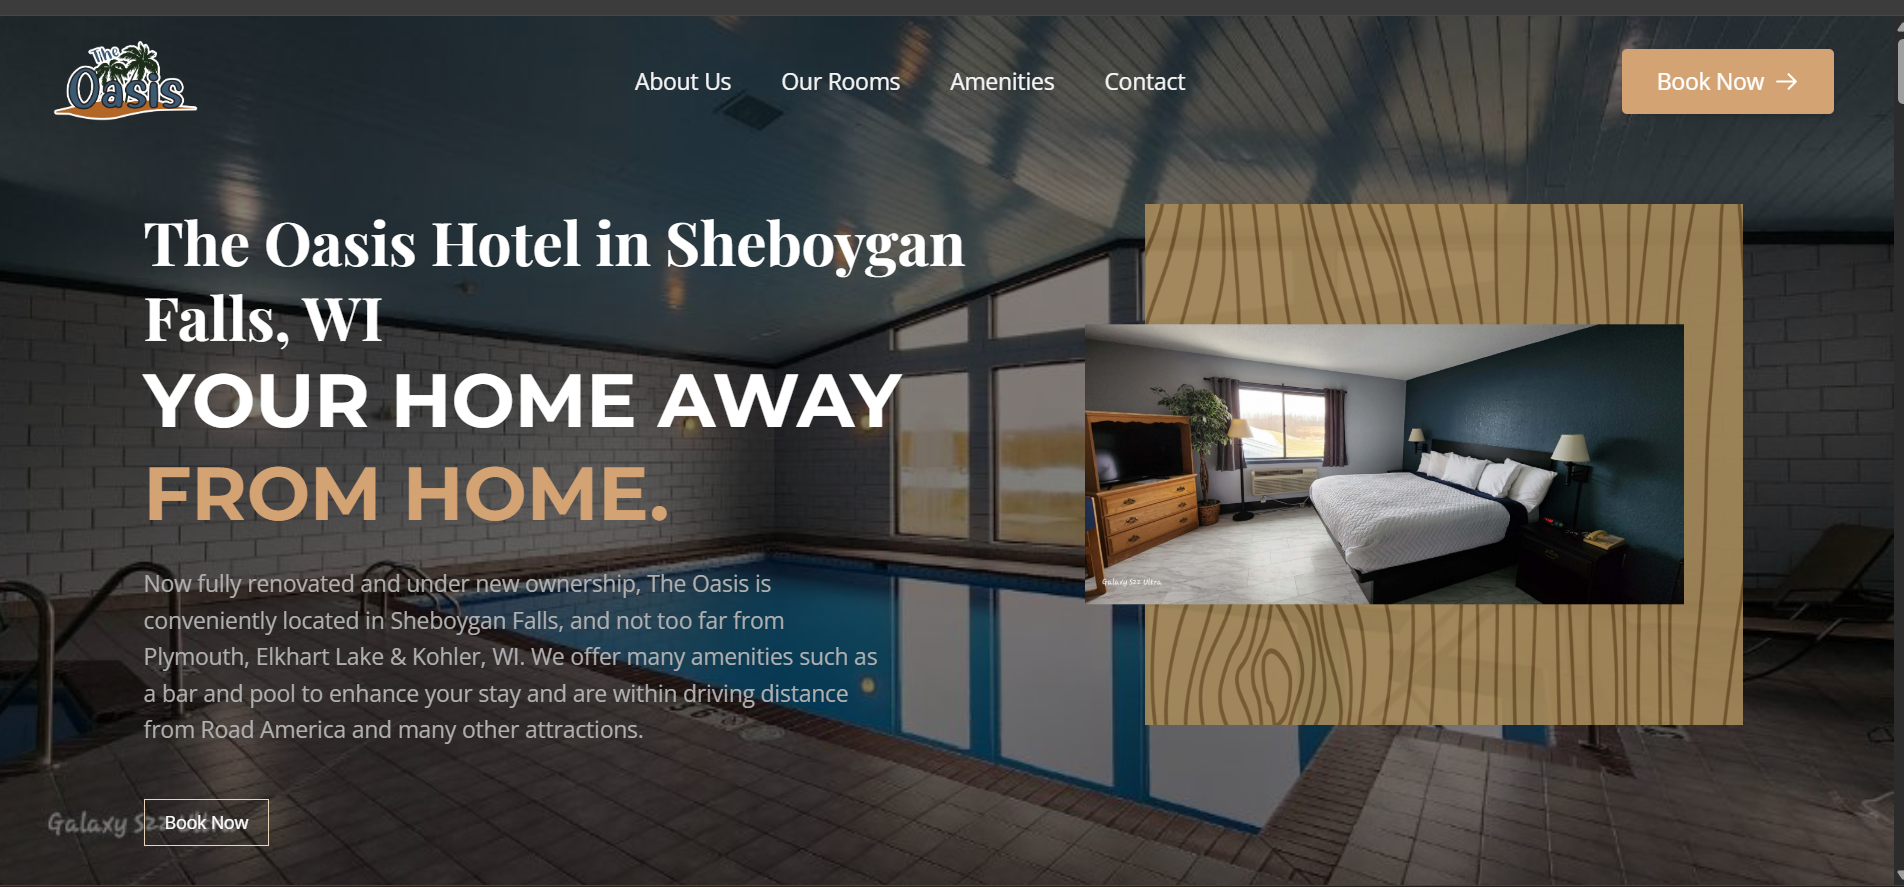 The Oasis
About Us
Our Rooms
Amenities
Contact
Book Now
The Oasis Hotel in Sheboygan
Falls, WI
YOUR HOME AWAY
FROM HOME.
Now fully renovated and under new ownership, The Oasis is
conveniently located in Sheboygan Falls, and not too far from
Plymouth, Elkhart Lake & Kohler, WI. We offer many amenities such as
a bar and pool to enhance your stay and are within driving distance
from Road America and many other attractions.
Galaxy S22 Ultra
Galaxy S22
Book Now